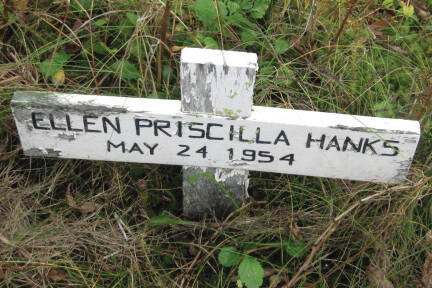 ELLEN PRISCILLA HANKS
MAY 24 1954